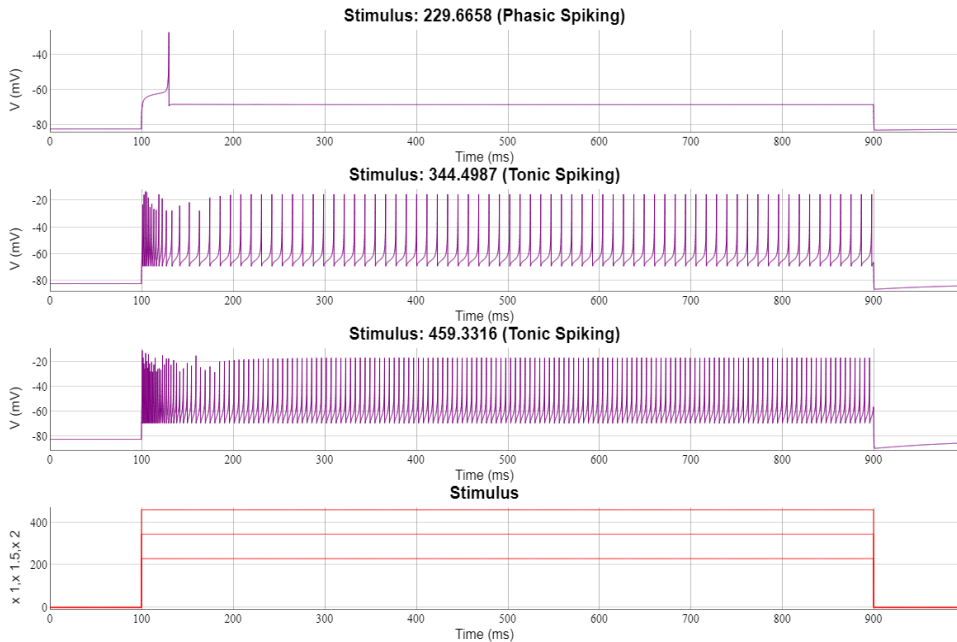 Stimulus: 229.6658 (Phasic Spiking)
V (mV)
-40
-60
-80
0 100 200 300 400 500 600 700 800 900
Time (ms)
Stimulus: 344.4987 (Tonic Spiking)
V (mV)
-20
-40
-60
-80
0 100 200 300 400 500 600 700 800 900
Time (ms)
Stimulus: 459.3316 (Tonic Spiking)
V (mV)
-20
-40
-60
-80
0 100 200 300 400 500 600 700 800 900
Time (ms)
Stimulus
x 1,x 1.5,x 2
400
200
0
0 100 200 300 400 500 600 700 800 900
Time (ms)